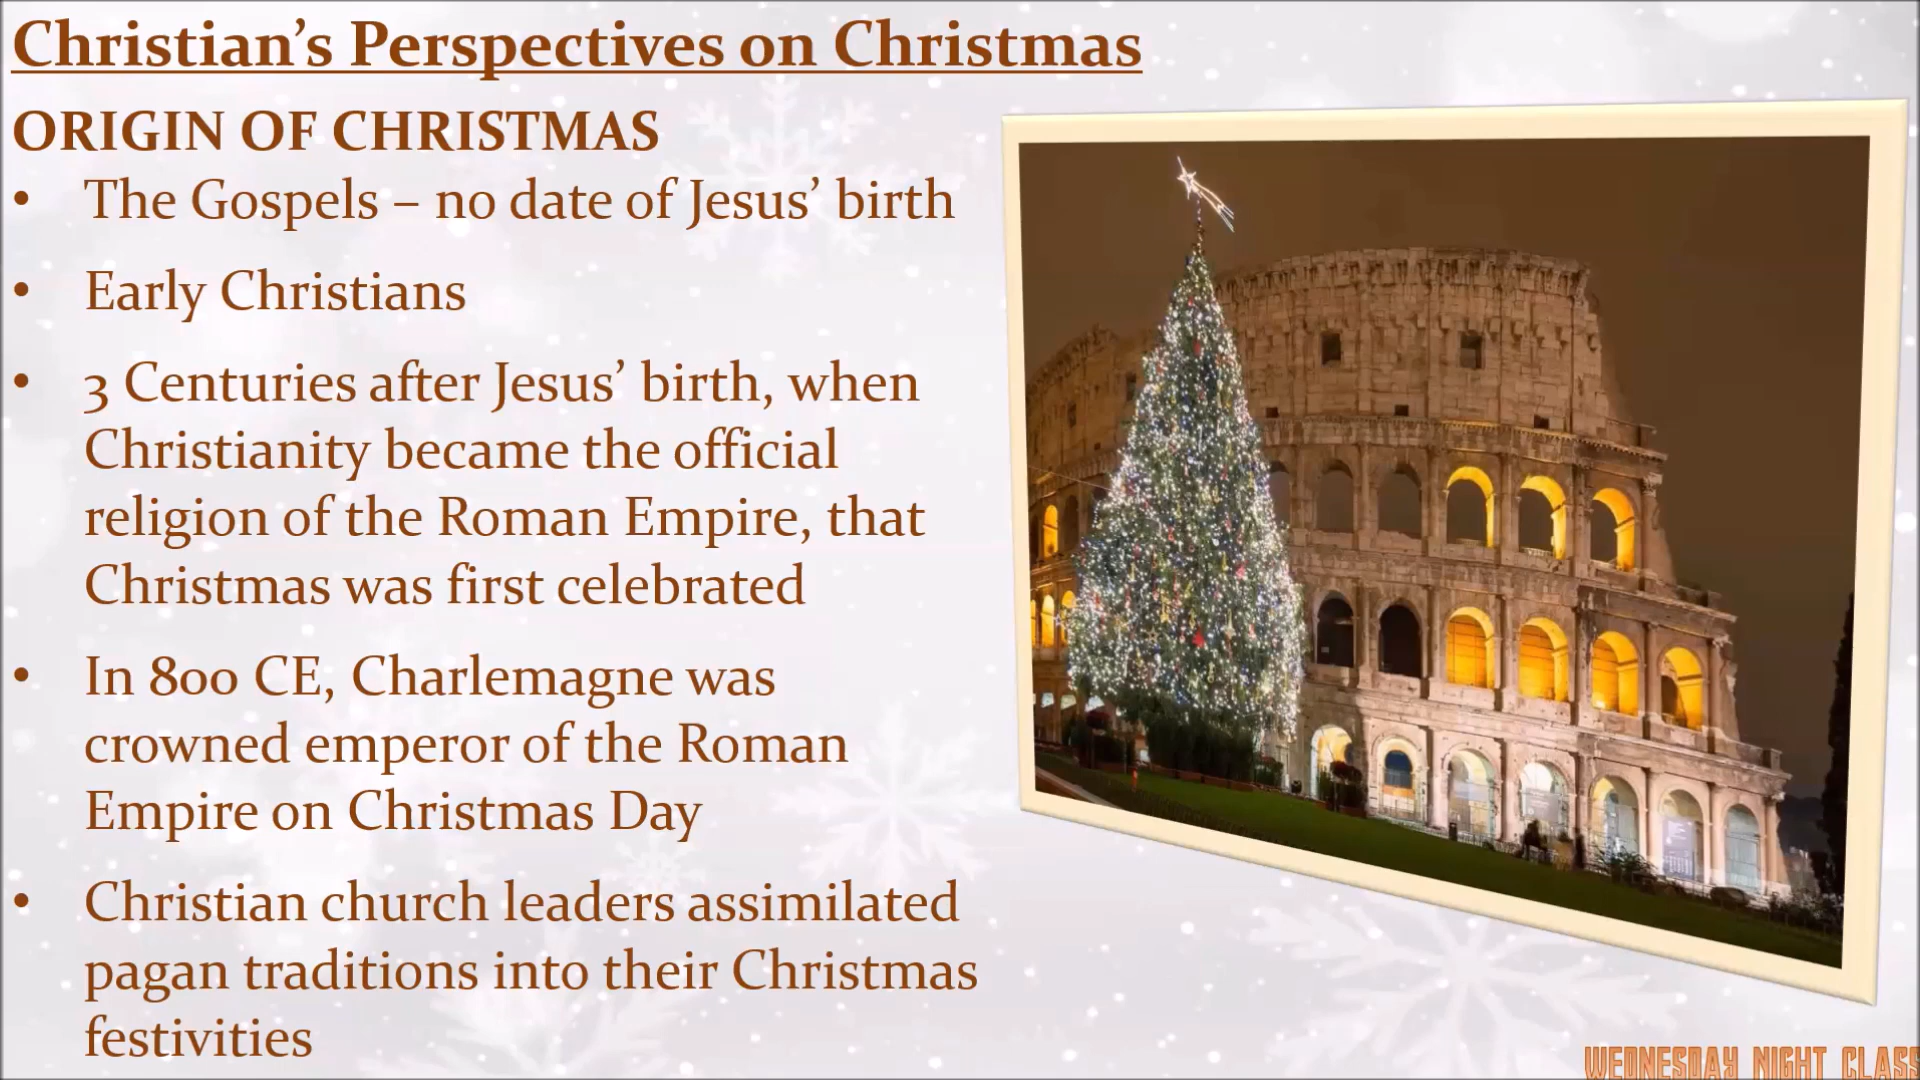 Christian’s Perspectives on Christmas
ORIGIN OF CHRISTMAS
• The Gospels – no date of Jesus’ birth
• Early Christians
• 3 Centuries after Jesus’ birth, when
Christianity became the official
religion of the Roman Empire, that
Christmas was first celebrated
• In 800 CE, Charlemagne was
crowned emperor of the Roman
Empire on Christmas Day
• Christian church leaders assimilated
pagan traditions into their Christmas
festivities
WEDNESDAY NIGHT CLASS